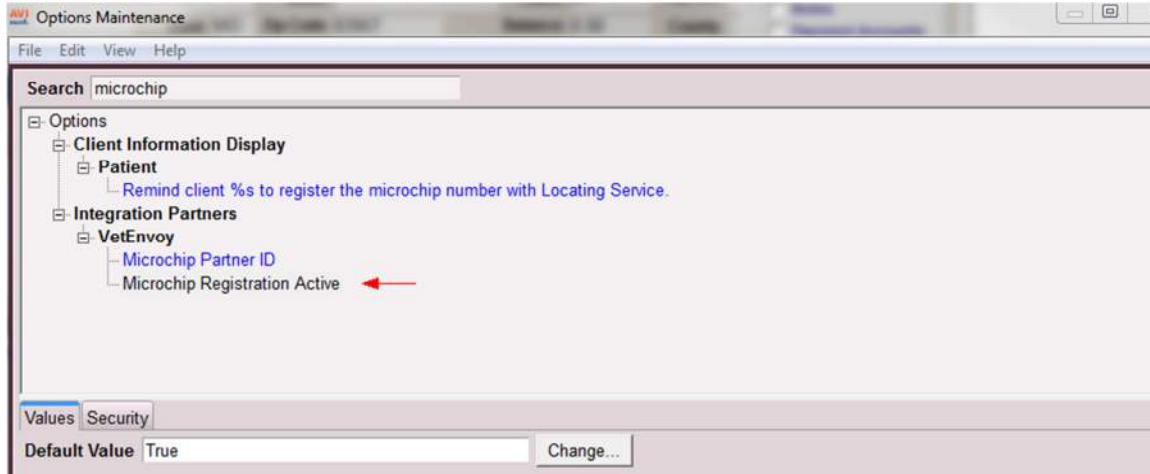 AVI
mark
Options Maintenance
File Edit View Help
Search microchip
Options
Client Information Display
Patient
Remind client %s to register the microchip number with Locating Service.
Integration Partners
VetEnvoy
Microchip Partner ID
Microchip Registration Active
Values Security
Default Value True Change...